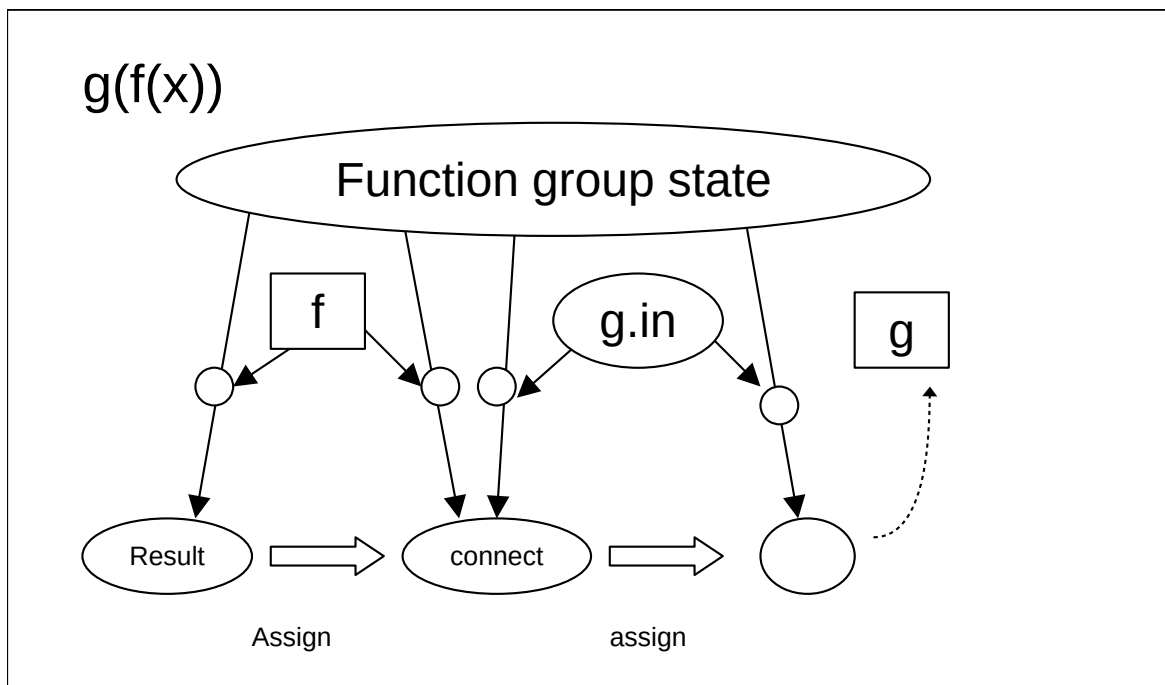 g(f(x))
Function group state
f
g.in
g
Result
connect
Assign
assign